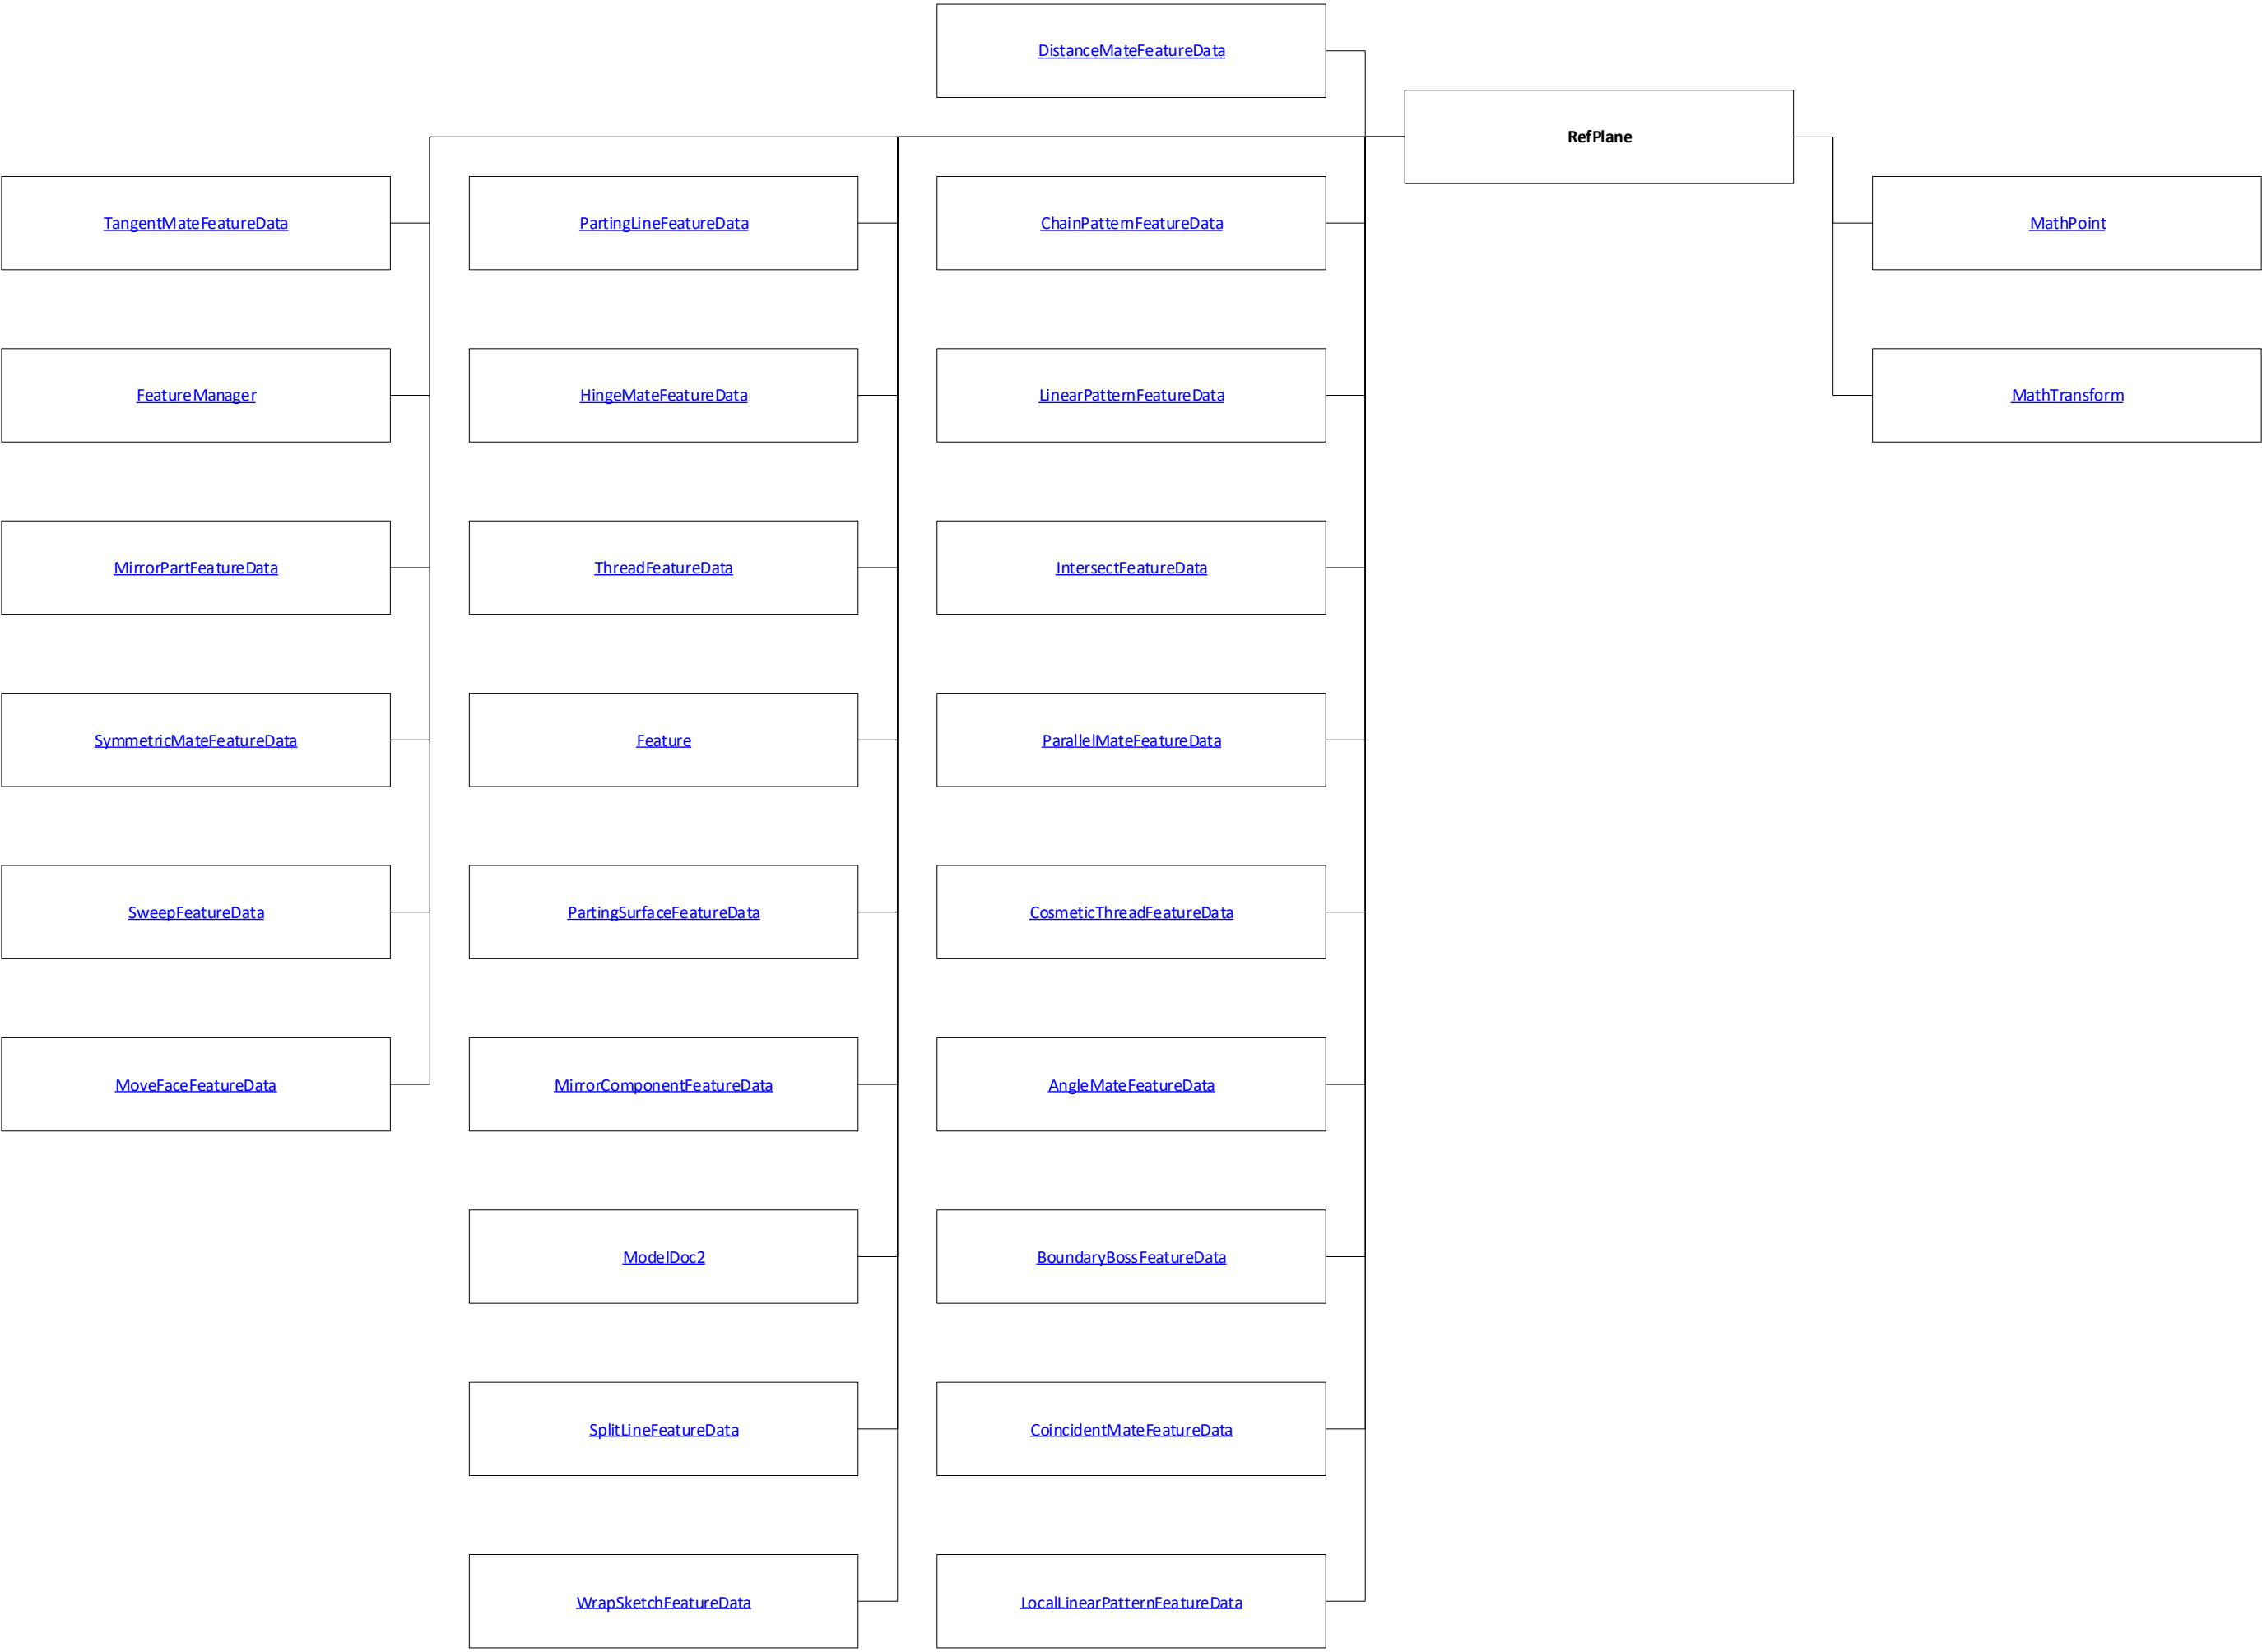 DistanceMateFeatureData
RefPlane
TangentMateFeatureData
PartingLineFeatureData
ChainPatternFeatureData
MathPoint
FeatureManager
HingeMateFeatureData
LinearPatternFeatureData
MathTransform
MirrorPartFeatureData
ThreadFeatureData
IntersectFeatureData
SymmetricMateFeatureData
Feature
ParallelMateFeatureData
SweepFeatureData
PartingSurfaceFeatureData
CosmeticThreadFeatureData
MoveFaceFeatureData
MirrorComponentFeatureData
AngleMateFeatureData
ModelDoc2
BoundaryBossFeatureData
SplitLineFeatureData
CoincidentMateFeatureData
WrapSketchFeatureData
LocalLinearPatternFeatureData